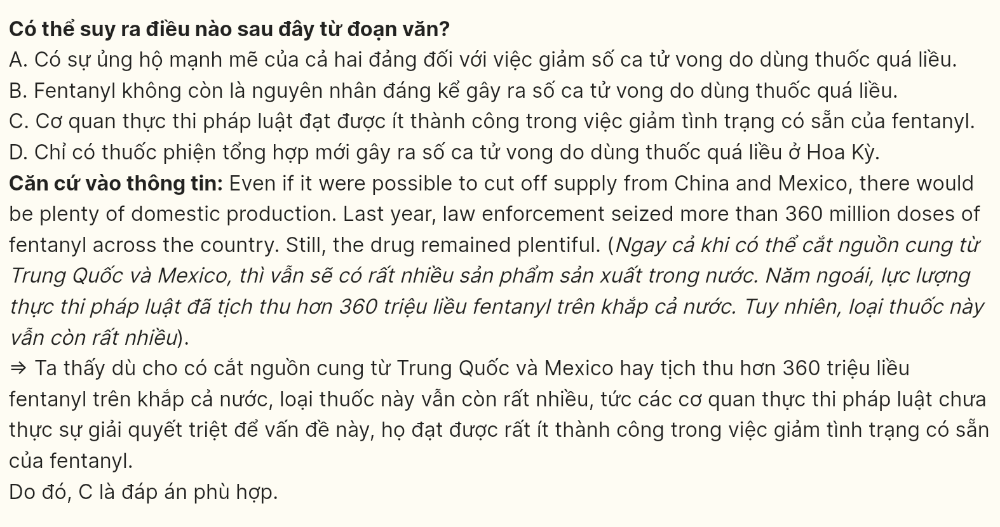 Có thể suy ra điều nào sau đây từ đoạn văn?
A. Có sự ủng hộ mạnh mẽ của cả hai đảng đối với việc giảm số ca tử vong do dùng thuốc quá liều.
B. Fentanyl không còn là nguyên nhân đáng kể gây ra số ca tử vong do dùng thuốc quá liều.
C. Cơ quan thực thi pháp luật đạt được ít thành công trong việc giảm tình trạng có sẵn của fentanyl.
D. Chỉ có thuốc phiện tổng hợp mới gây ra số ca tử vong do dùng thuốc quá liều ở Hoa Kỳ.
Căn cứ vào thông tin: Even if it were possible to cut off supply from China and Mexico, there would
be plenty of domestic production. Last year, law enforcement seized more than 360 million doses of
fentanyl across the country. Still, the drug remained plentiful. (Ngay cả khi có thể cắt nguồn cung từ
Trung Quốc và Mexico, thì vẫn sẽ có rất nhiều sản phẩm sản xuất trong nước. Năm ngoái, lực lượng
thực thi pháp luật đã tịch thu hơn 360 triệu liều fentanyl trên khắp cả nước. Tuy nhiên, loại thuốc này
vẫn còn rất nhiều).
⇒ Ta thấy dù cho có cắt nguồn cung từ Trung Quốc và Mexico hay tịch thu hơn 360 triệu liều
fentanyl trên khắp cả nước, loại thuốc này vẫn còn rất nhiều, tức các cơ quan thực thi pháp luật chưa
thực sự giải quyết triệt để vấn đề này, họ đạt được rất ít thành công trong việc giảm tình trạng có sẵn
của fentanyl.
Do đó, C là đáp án phù hợp.